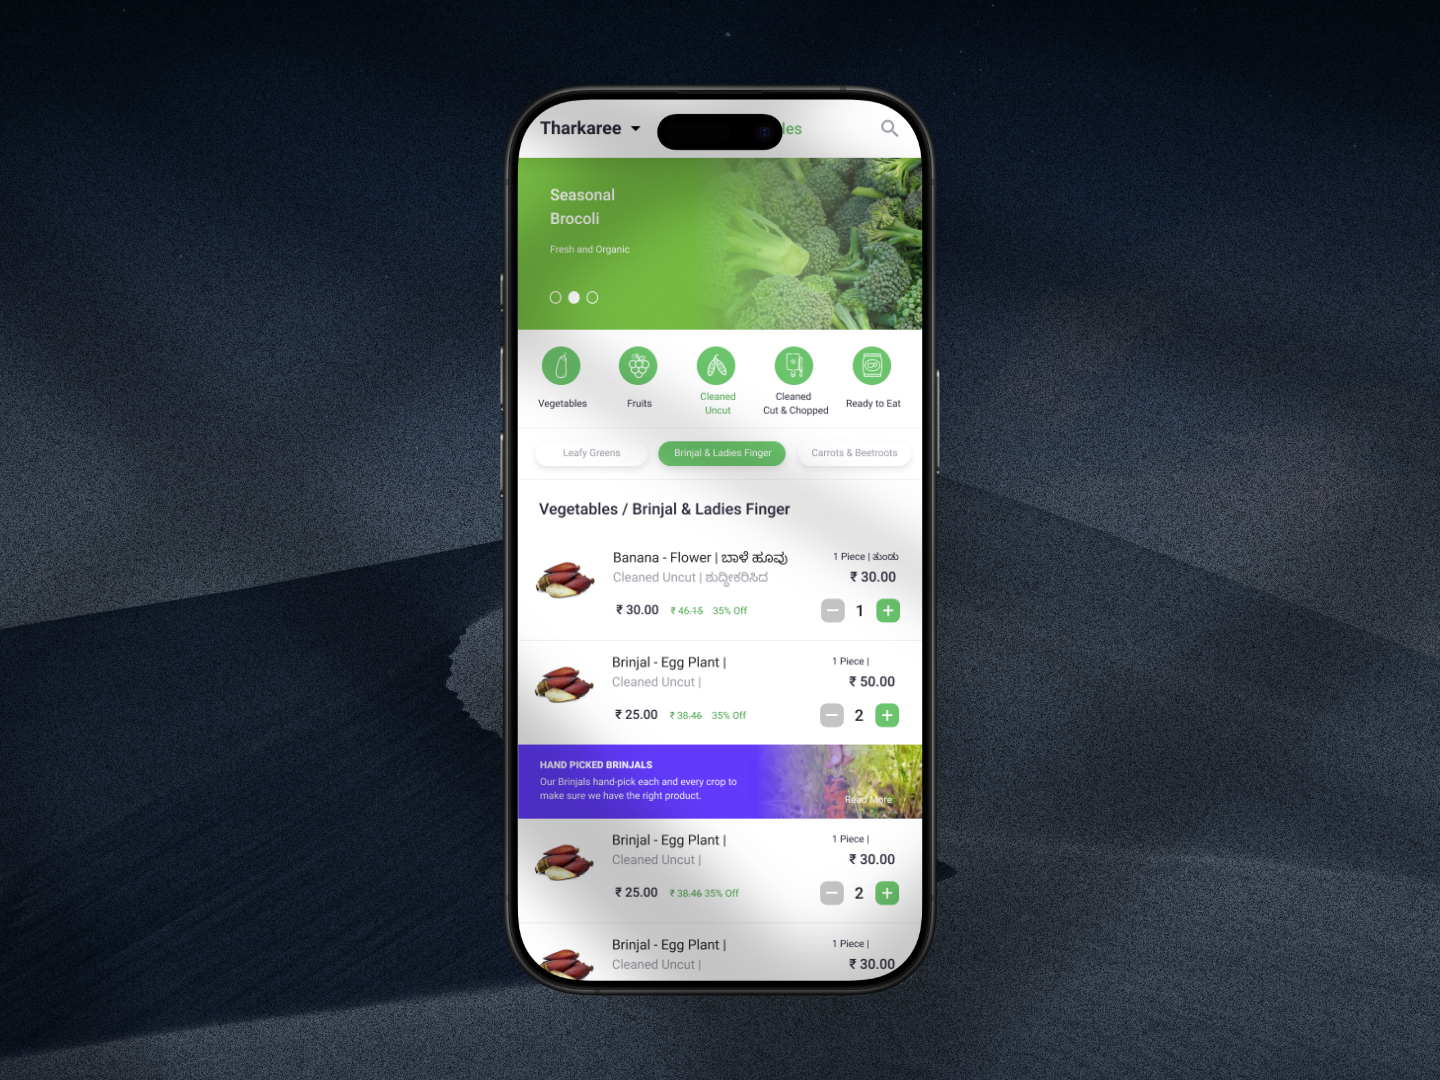 Tharkaree
les
Seasonal
Brocoli
Fresh and Organic
Vegetables
Fruits
Cleaned
Uncut
Cleaned
Cut & Chopped
Ready to Eat
Leafy Greens
Brinjal & Ladies Finger
Carrots & Beetroots
Vegetables / Brinjal & Ladies Finger
Banana - Flower | ಬಾಳೆ ಹೂವು
1 Piece | ತುಂಡು
Cleaned Uncut | ಶುದ್ಧೀಕರಿಸಿದ
₹ 30.00
₹ 30.00
₹ 46.15
35% Off
1
Brinjal - Egg Plant |
1 Piece |
Cleaned Uncut |
₹ 50.00
₹ 25.00
₹ 38.46
35% Off
2
HAND PICKED BRINJALS
Our Brinjals hand-pick each and every crop to
make sure we have the right product.
Read More
Brinjal - Egg Plant |
1 Piece |
Cleaned Uncut |
₹ 30.00
₹ 25.00
₹ 38.46 35% Off
2
Brinjal - Egg Plant |
1 Piece |
Cleaned Uncut |
₹ 30.00